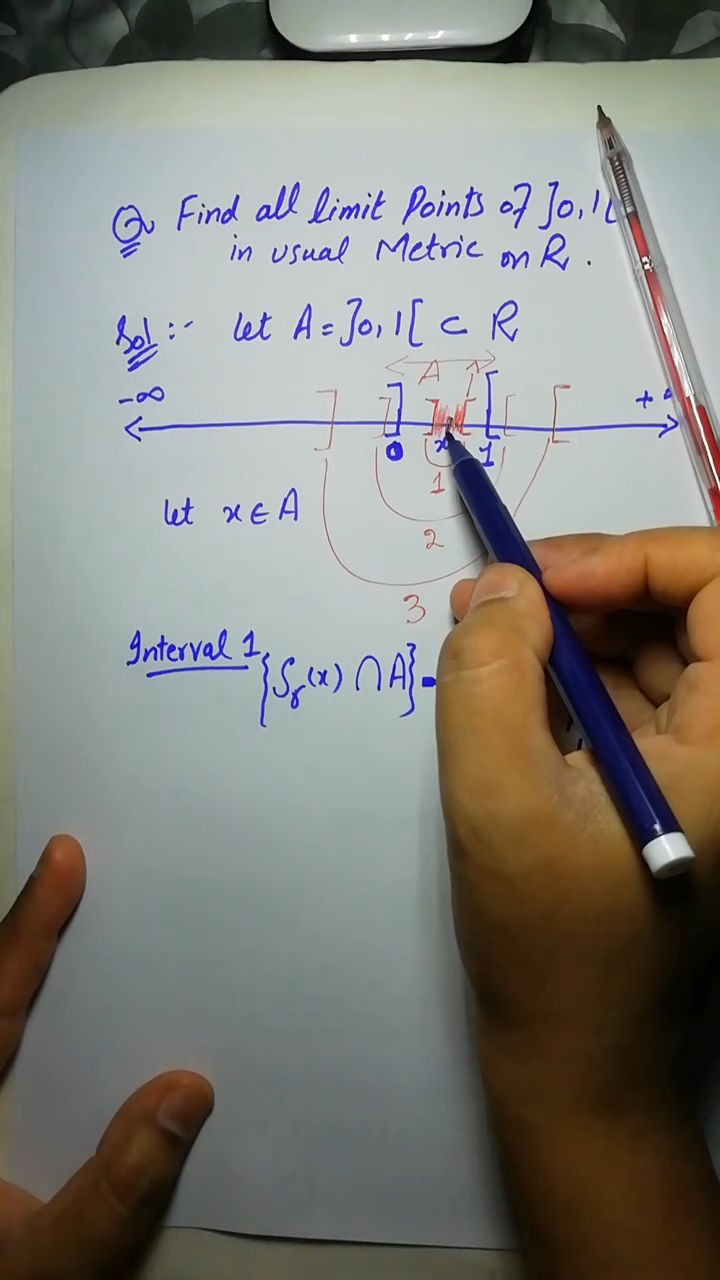 Q Find all limit Points of ]0,1[
in usual Metric on R.
Sol :- let A = ]0,1[ ⊂ R
A
-∞ +
0 x 1
1
let x ∈ A
2
3
Interval 1 {Sᵣ(x) ∩ A}